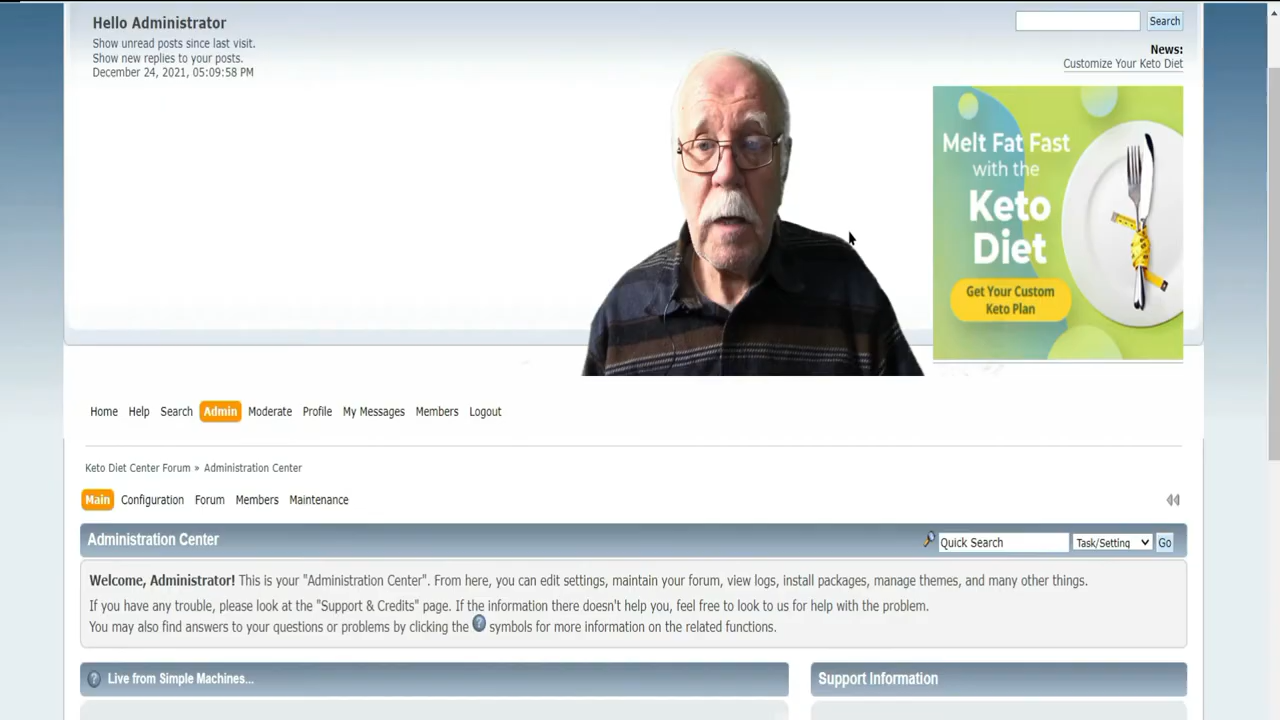 Hello Administrator
Show unread posts since last visit.
Show new replies to your posts.
December 24, 2021, 05:09:58 PM
Search
News:
Customize Your Keto Diet
Melt Fat Fast
with the
Keto
Diet
Get Your Custom
Keto Plan
Home Help Search Admin Moderate Profile My Messages Members Logout
Keto Diet Center Forum » Administration Center
Main Configuration Forum Members Maintenance
Administration Center
Quick Search Task/Setting Go
Welcome, Administrator! This is your "Administration Center". From here, you can edit settings, maintain your forum, view logs, install packages, manage themes, and many other things.
If you have any trouble, please look at the "Support & Credits" page. If the information there doesn't help you, feel free to look to us for help with the problem.
You may also find answers to your questions or problems by clicking the ? symbols for more information on the related functions.
? Live from Simple Machines...
Support Information